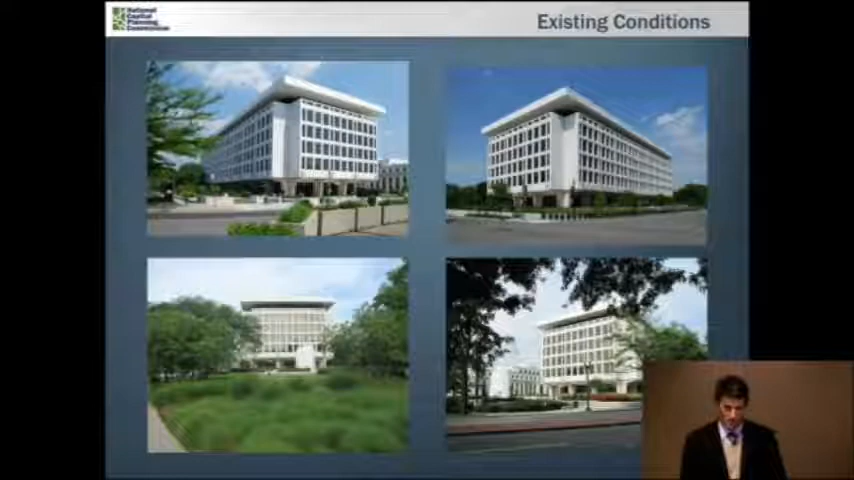 National
Capital
Planning
Commission
Existing Conditions